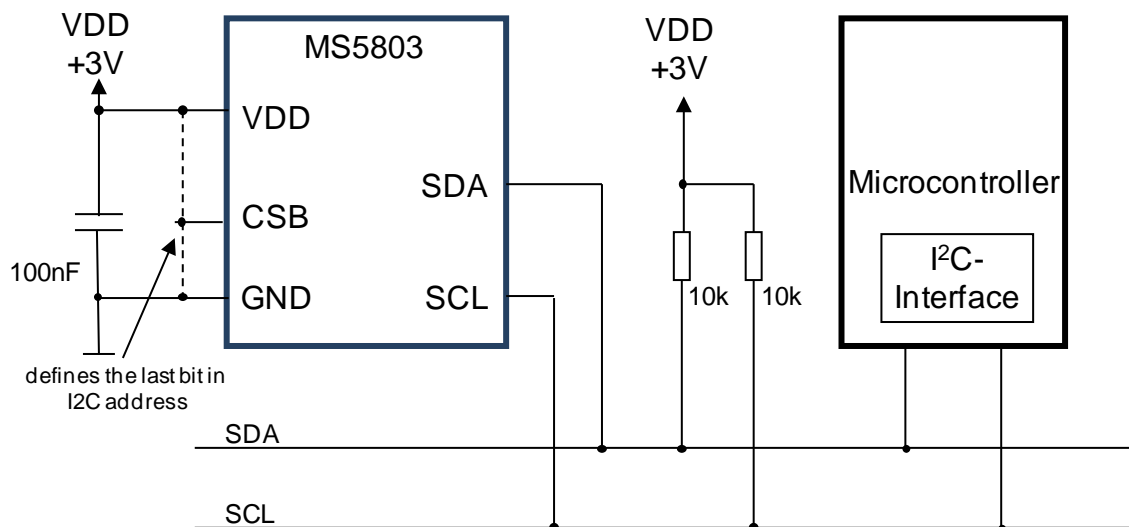 VDD
+3V
MS5803
VDD
SDA
CSB
100nF
GND
SCL
defines the last bit in
I2C address
VDD
+3V
10k
10k
Microcontroller
I²C-
Interface
SDA
SCL